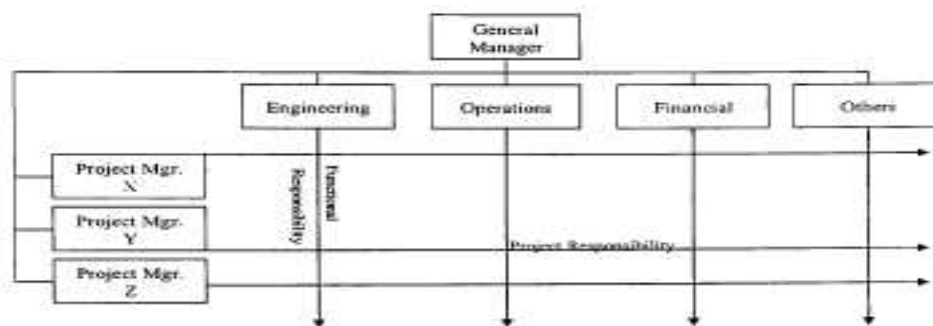 General
Manager
Engineering
Operations
Financial
Others
Project Mgr.
X
Functional
Responsibility
Project Mgr.
Y
Project Responsibility
Project Mgr.
Z